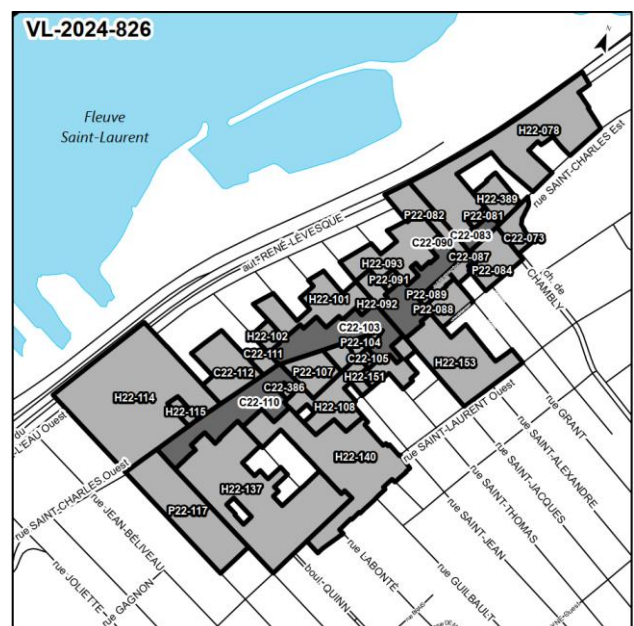 VL-2024-826
N
Fleuve
Saint-Laurent
H22-078
rue SAINT-CHARLES Est
H22-389
P22-082
P22-081
aut. RENÉ-LÉVESQUE
C22-083
C22-090
C22-073
H22-093
C22-087
P22-091
P22-084
ch. de
CHAMBLY
H22-101
H22-092
P22-089
P22-088
C22-103
H22-102
P22-104
C22-111
C22-105
H22-153
C22-112
P22-107
H22-151
H22-114
C22-386
C22-110
H22-108
H22-115
rue SAINT-LAURENT Ouest
du
L'EAU Ouest
H22-140
rue GRANT
rue SAINT-ALEXANDRE
rue SAINT-CHARLES Ouest
H22-137
rue SAINT-JACQUES
P22-117
rue SAINT-THOMAS
rue JEAN-BÉLIVEAU
rue SAINT-JEAN
rue GUILBAULT
rue LABONTÉ
boul. QUINN
rue GAGNON
rue JOLIETTE